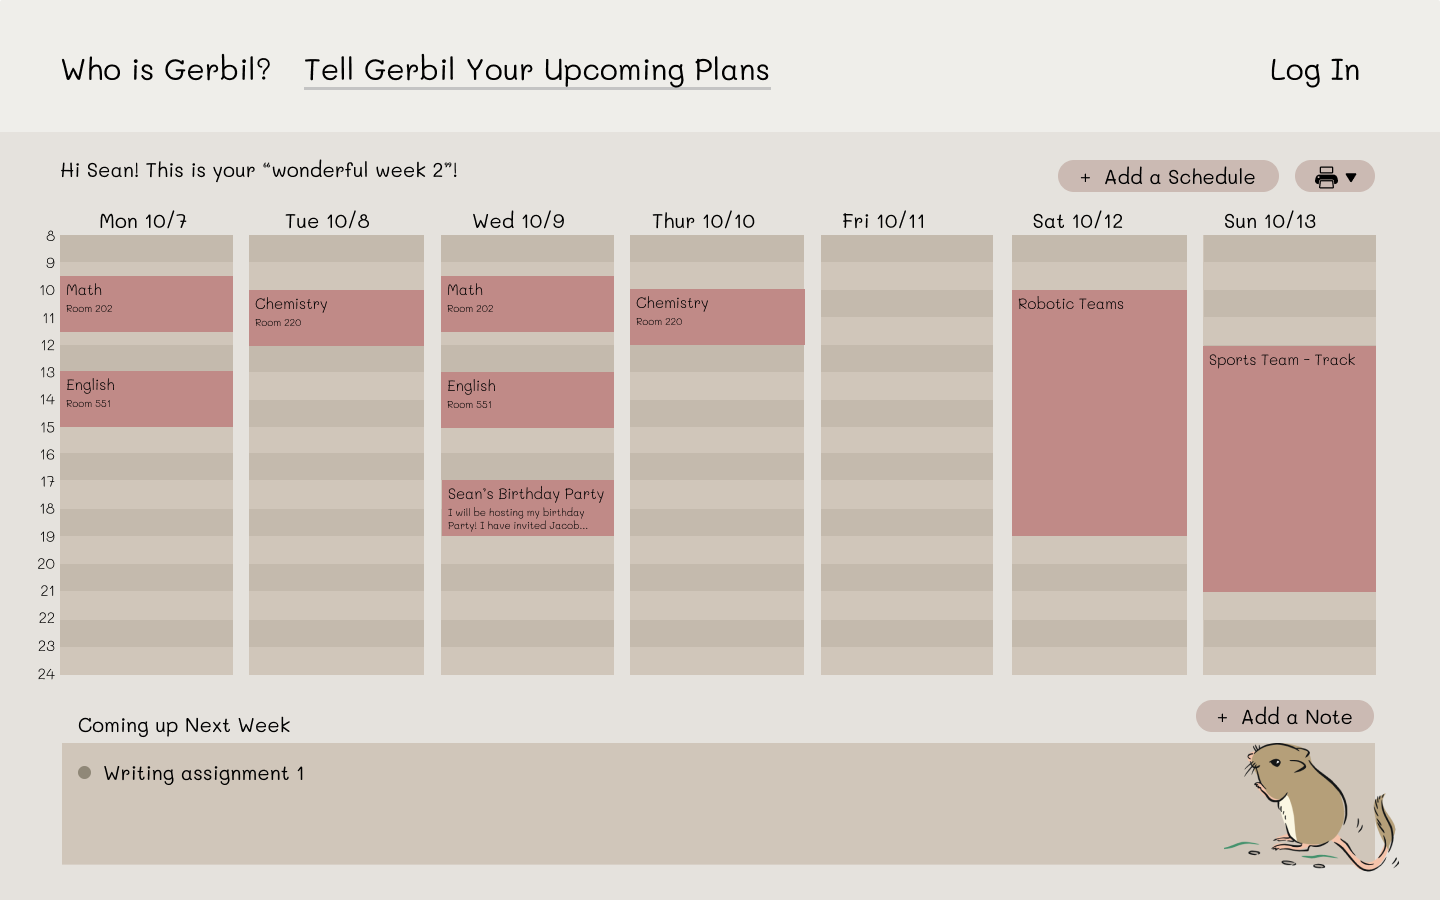 Who is Gerbil? Tell Gerbil Your Upcoming Plans Log In
Hi Sean! This is your “wonderful week 2”!
+ Add a Schedule
Mon 10/7 Tue 10/8 Wed 10/9 Thur 10/10 Fri 10/11 Sat 10/12 Sun 10/13
8
9
10
11
12
13
14
15
16
17
18
19
20
21
22
23
24
Math
Room 202
English
Room 551
Chemistry
Room 220
Math
Room 202
English
Room 551
Sean's Birthday Party
I will be hosting my birthday
Party! I have invited Jacob...
Chemistry
Room 220
Robotic Teams
Sports Team - Track
Coming up Next Week
+ Add a Note
Writing assignment 1